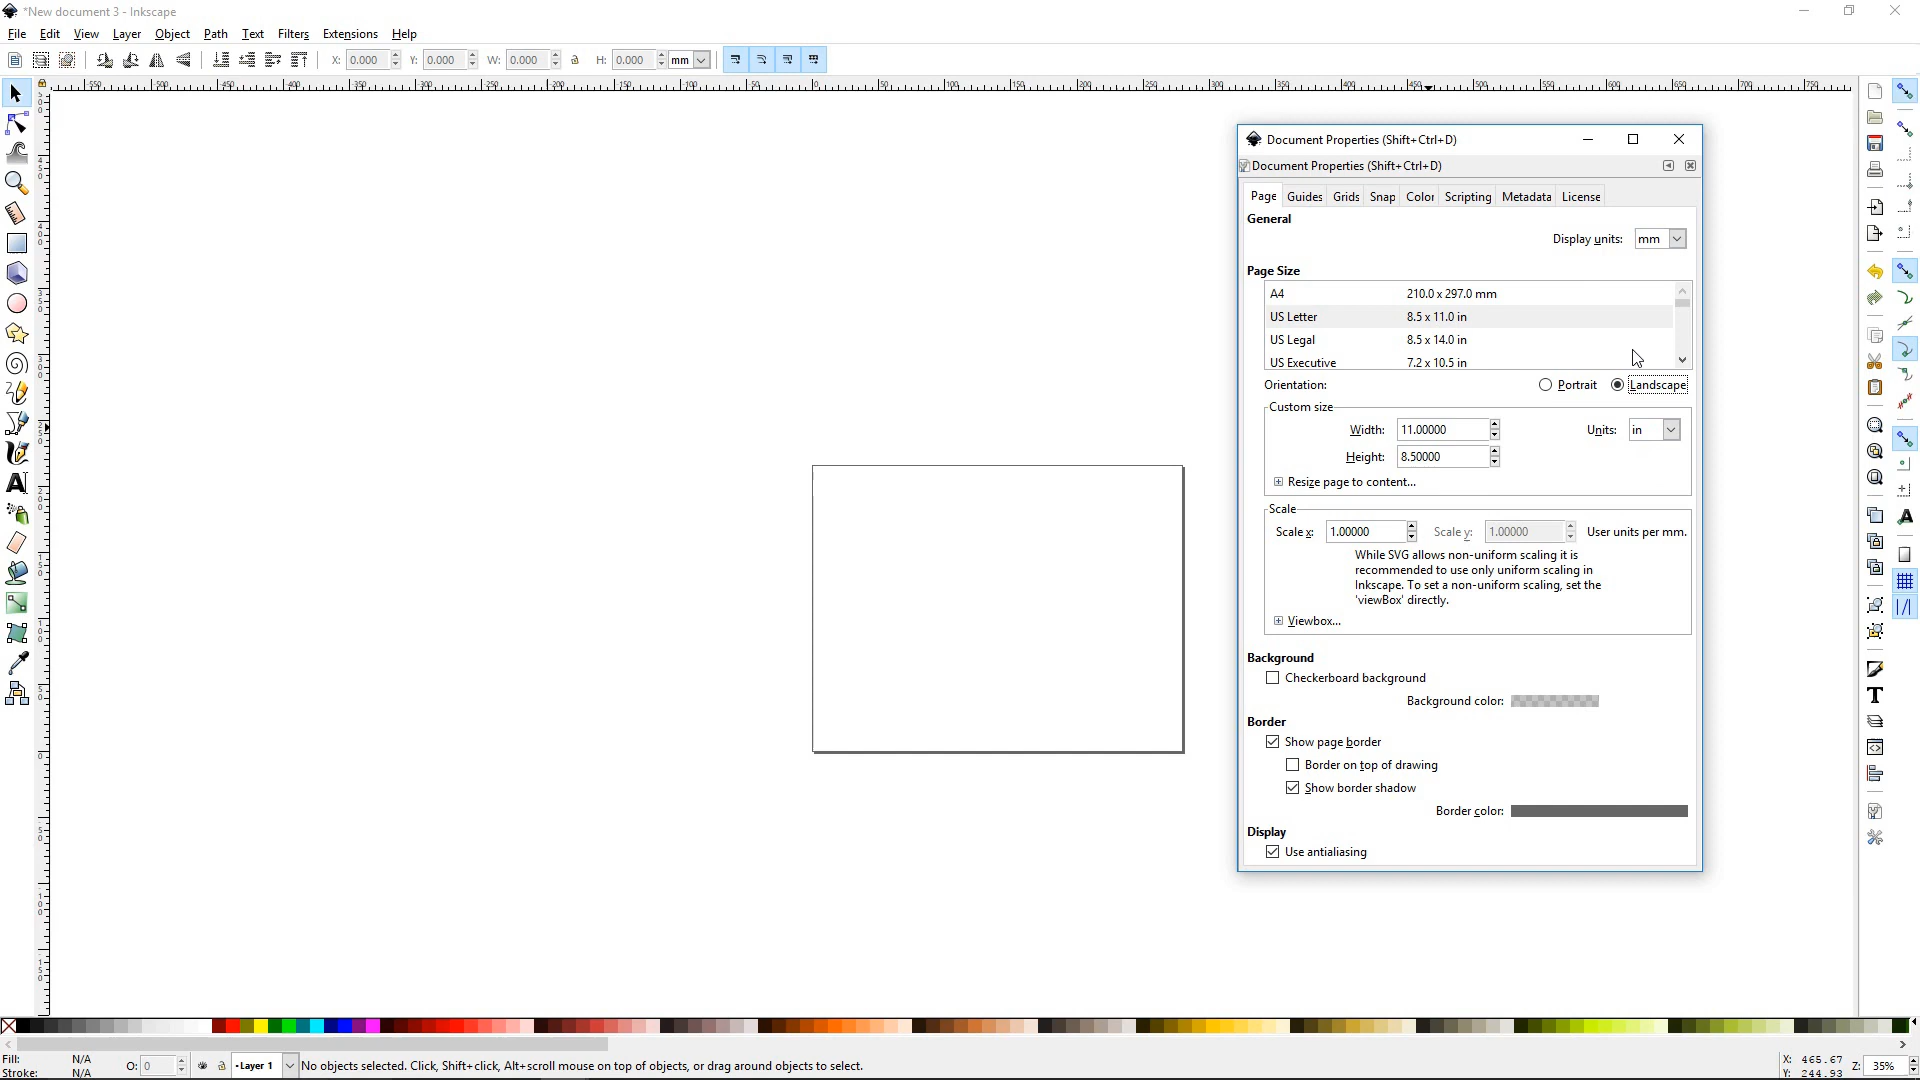 *New document 3 - Inkscape
File Edit View Layer Object Path Text Filters Extensions Help
X: 0.000 Y: 0.000 W: 0.000 H: 0.000 mm
Document Properties (Shift+Ctrl+D)
Document Properties (Shift+Ctrl+D)
Page Guides Grids Snap Color Scripting Metadata License
General
Display units: mm
Page Size
A4 210.0 x 297.0 mm
US Letter 8.5 x 11.0 in
US Legal 8.5 x 14.0 in
US Executive 7.2 x 10.5 in
Orientation: Portrait Landscape
Custom size
Width: 11.00000 Units: in
Height: 8.50000
Resize page to content...
Scale
Scale x: 1.00000 Scale y: 1.00000 User units per mm.
While SVG allows non-uniform scaling it is
recommended to use only uniform scaling in
Inkscape. To set a non-uniform scaling, set the
'viewBox' directly.
Viewbox...
Background
Checkerboard background
Background color:
Border
Show page border
Border on top of drawing
Show border shadow
Border color:
Display
Use antialiasing
Fill: N/A O: 0 -Layer 1 No objects selected. Click, Shift+click, Alt+scroll mouse on top of objects, or drag around objects to select. X: 465.67 Z: 35%
Stroke: N/A Y: 244.93